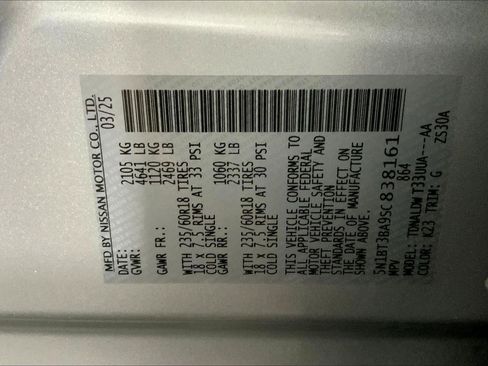 MFD BY NISSAN MOTOR CO., LTD.
DATE: 03/25
GVWR: 2105 KG
4641 LB
GAWR FR.: 1120 KG
2469 LB
WITH 235/60R18 TIRES
18 x 7.5 RIMS AT 33 PSI
COLD SINGLE
GAWR RR.: 1060 KG
2337 LB
WITH 235/60R18 TIRES
18 x 7.5 RIMS AT 30 PSI
COLD SINGLE
THIS VEHICLE CONFORMS TO
ALL APPLICABLE FEDERAL
MOTOR VEHICLE SAFETY AND
THEFT PREVENTION
STANDARDS IN EFFECT ON
THE DATE OF MANUFACTURE
SHOWN ABOVE.
5N1BT3BA9SC838161
MPV 864
MODEL: TDWALDW T33UUA---AA
COLOR: K23 TRIM: G ZS30A